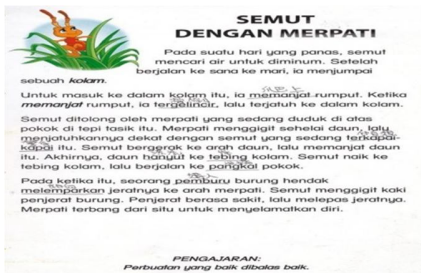 SEMUT
DENGAN MERPATI
Pada suatu hari yang panas, semut
mencari air untuk diminum. Setelah
berjalan ke sana ke mari, ia menjumpai
sebuah kolam.
Untuk masuk ke dalam kolam itu, ia memanjat rumput. Ketika
memanjat rumput, ia tergelincir, lalu terjatuh ke dalam kolam.
Semut ditolong oleh merpati yang sedang duduk di atas
pokok di tepi tasik itu. Merpati menggigit sehelai daun, lalu
menjatuhkannya dekat dengan semut yang sedang terkapai-
kapai itu. Semut bergerak ke arah daun, lalu memanjat daun
itu. Akhirnya, daun hanyut ke tebing kolam. Semut naik ke
tebing kolam, lalu berjalan ke pangkal pokok.
Pada ketika itu, seorang pemburu burung hendak
melemparkan jeratnya ke arah merpati. Semut menggigit kaki
penjerat burung. Penjerat berasa sakit, lalu melepas jeratnya.
Merpati terbang dari situ untuk menyelamatkan diri.
PENGAJARAN:
Perbuatan yang baik dibalas baik.